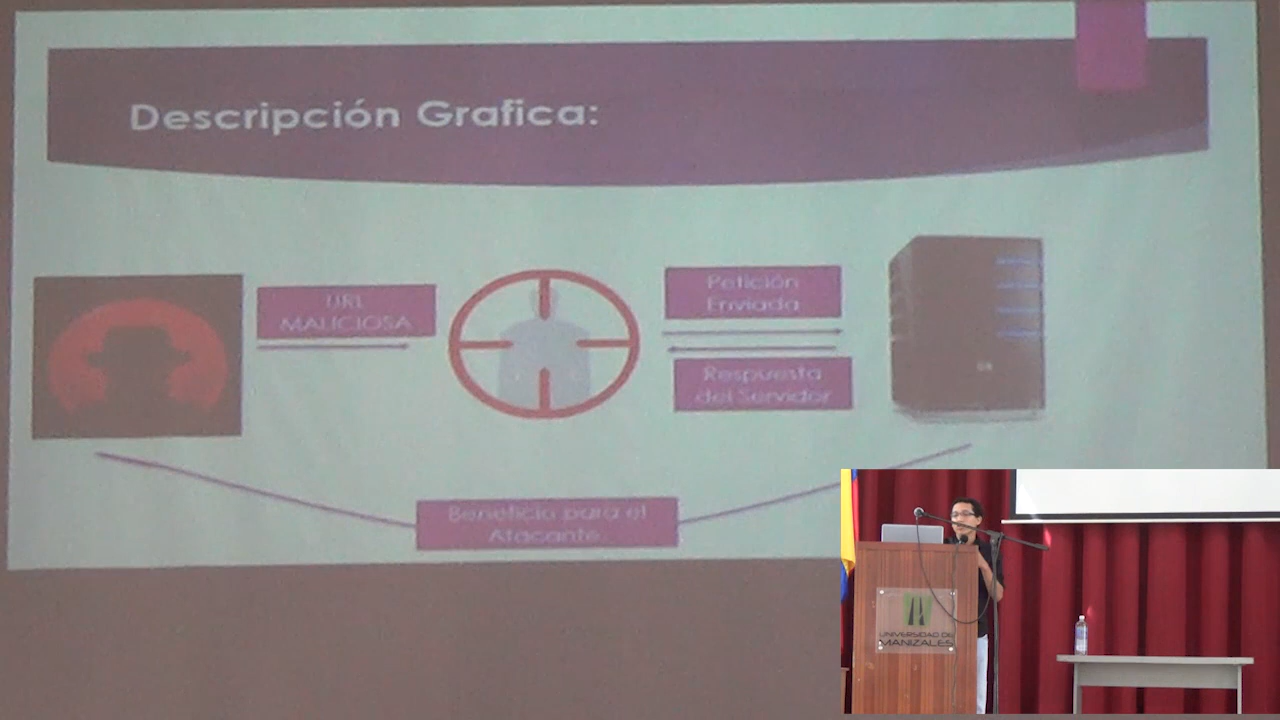 Descripción Grafica:
URL
MALICIOSA
Petición
Enviada
Respuesta
del Servidor
Beneficio para el
Atacante
UNIVERSIDAD DE
MANIZALES